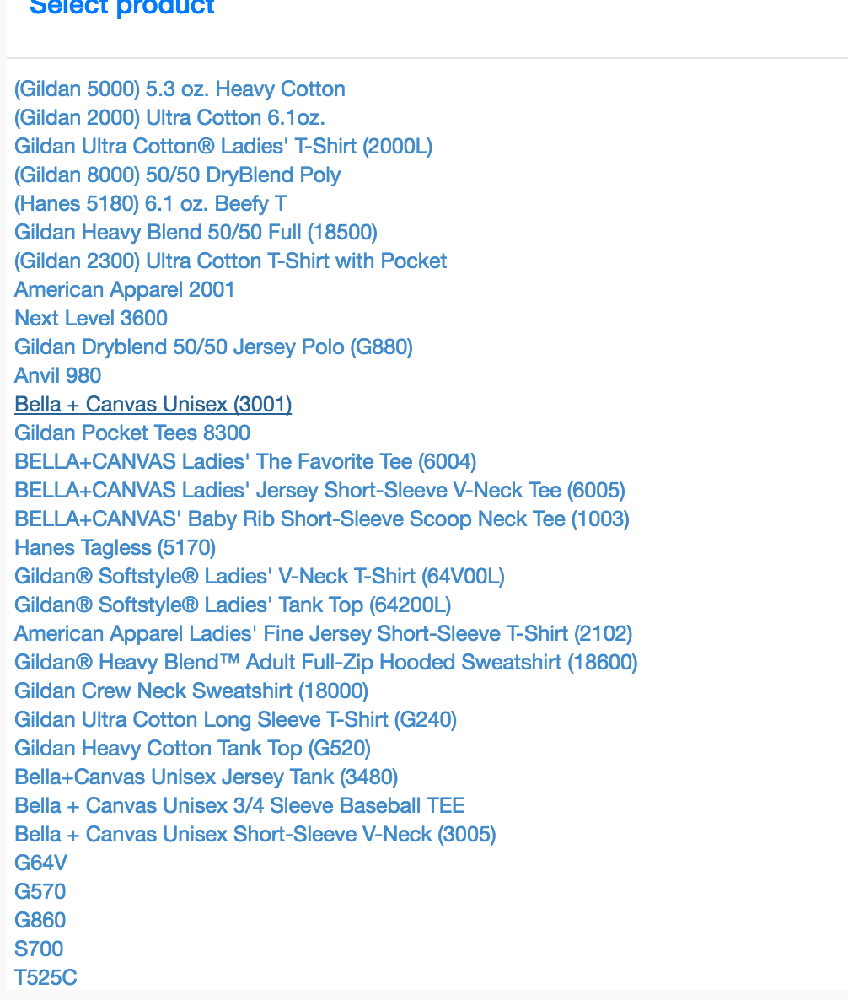 Select product
(Gildan 5000) 5.3 oz. Heavy Cotton
(Gildan 2000) Ultra Cotton 6.1oz.
Gildan Ultra Cotton® Ladies' T-Shirt (2000L)
(Gildan 8000) 50/50 DryBlend Poly
(Hanes 5180) 6.1 oz. Beefy T
Gildan Heavy Blend 50/50 Full (18500)
(Gildan 2300) Ultra Cotton T-Shirt with Pocket
American Apparel 2001
Next Level 3600
Gildan Dryblend 50/50 Jersey Polo (G880)
Anvil 980
Bella + Canvas Unisex (3001)
Gildan Pocket Tees 8300
BELLA+CANVAS Ladies' The Favorite Tee (6004)
BELLA+CANVAS Ladies' Jersey Short-Sleeve V-Neck Tee (6005)
BELLA+CANVAS' Baby Rib Short-Sleeve Scoop Neck Tee (1003)
Hanes Tagless (5170)
Gildan® Softstyle® Ladies' V-Neck T-Shirt (64V00L)
Gildan® Softstyle® Ladies' Tank Top (64200L)
American Apparel Ladies' Fine Jersey Short-Sleeve T-Shirt (2102)
Gildan® Heavy Blend™ Adult Full-Zip Hooded Sweatshirt (18600)
Gildan Crew Neck Sweatshirt (18000)
Gildan Ultra Cotton Long Sleeve T-Shirt (G240)
Gildan Heavy Cotton Tank Top (G520)
Bella+Canvas Unisex Jersey Tank (3480)
Bella + Canvas Unisex 3/4 Sleeve Baseball TEE
Bella + Canvas Unisex Short-Sleeve V-Neck (3005)
G64V
G570
G860
S700
T525C